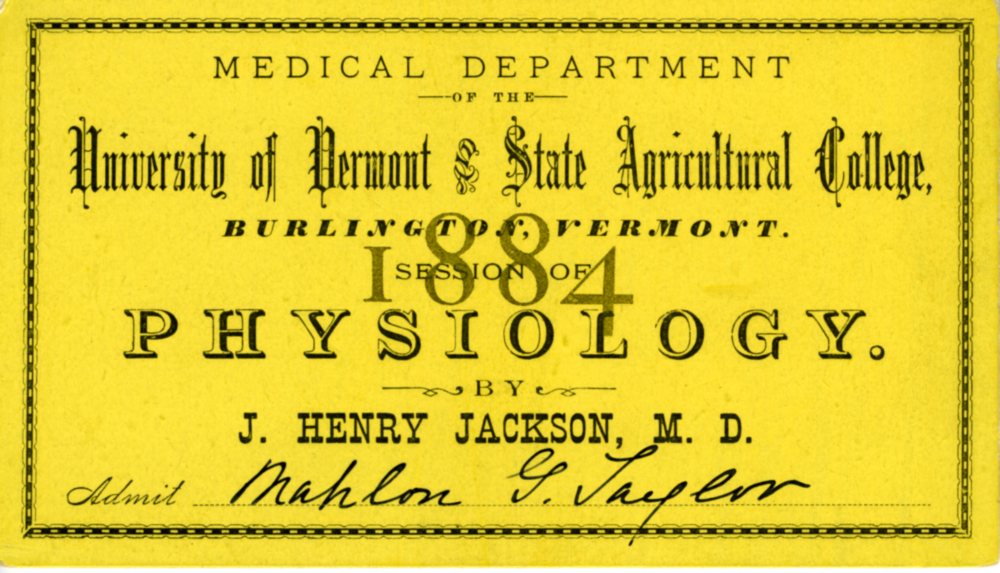 MEDICAL DEPARTMENT
OF THE
University of Vermont & State Agricultural College,
BURLINGTON, VERMONT.
1884
SESSION OF
PHYSIOLOGY.
BY
J. HENRY JACKSON, M. D.
Admit Mahlon G. Taylor